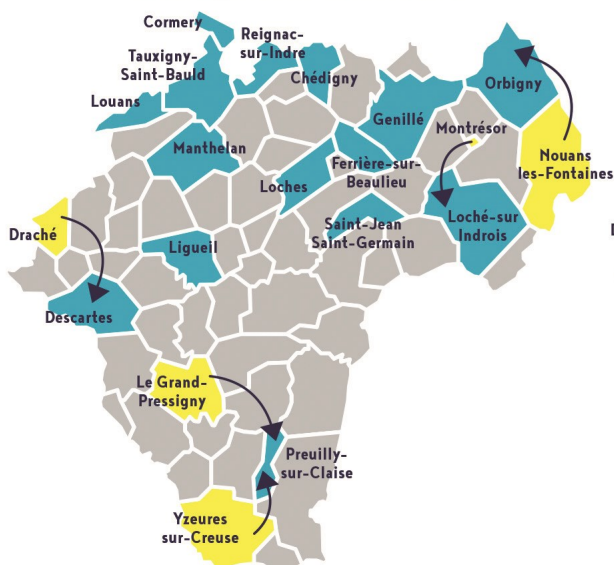 Cormery
Reignac-
sur-Indre
Tauxigny-
Saint-Bauld
Chédigny
Orbigny
Louans
Genillé
Montrésor
Manthelan
Nouans
les-Fontaines
Ferrière-sur-
Beaulieu
Loches
Saint-Jean
Saint-Germain
Loché-sur
Indrois
Draché
Ligueil
Descartes
Le Grand-
Pressigny
Preuilly-
sur-Claise
Yzeures
sur-Creuse